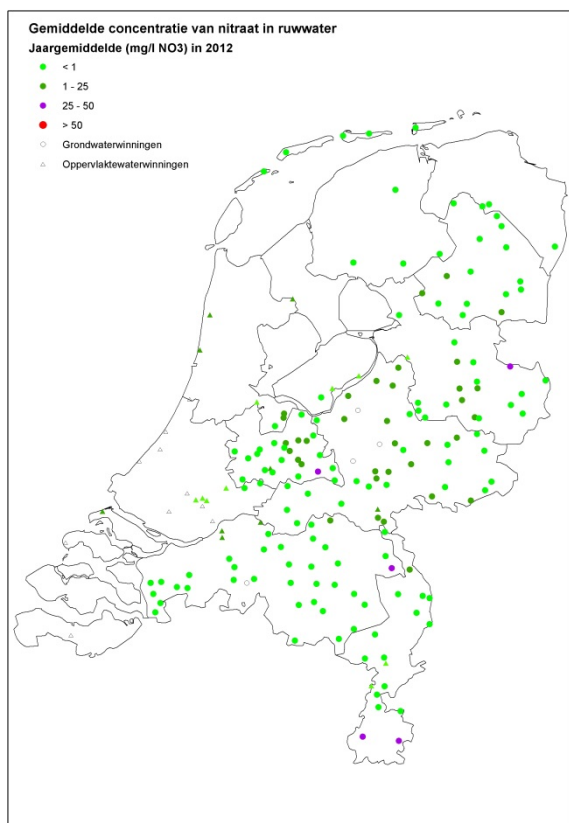 Gemiddelde concentratie van nitraat in ruwwater
Jaargemiddelde (mg/l NO3) in 2012
< 1
1 - 25
25 - 50
> 50
Grondwaterwinningen
Oppervlaktewaterwinningen